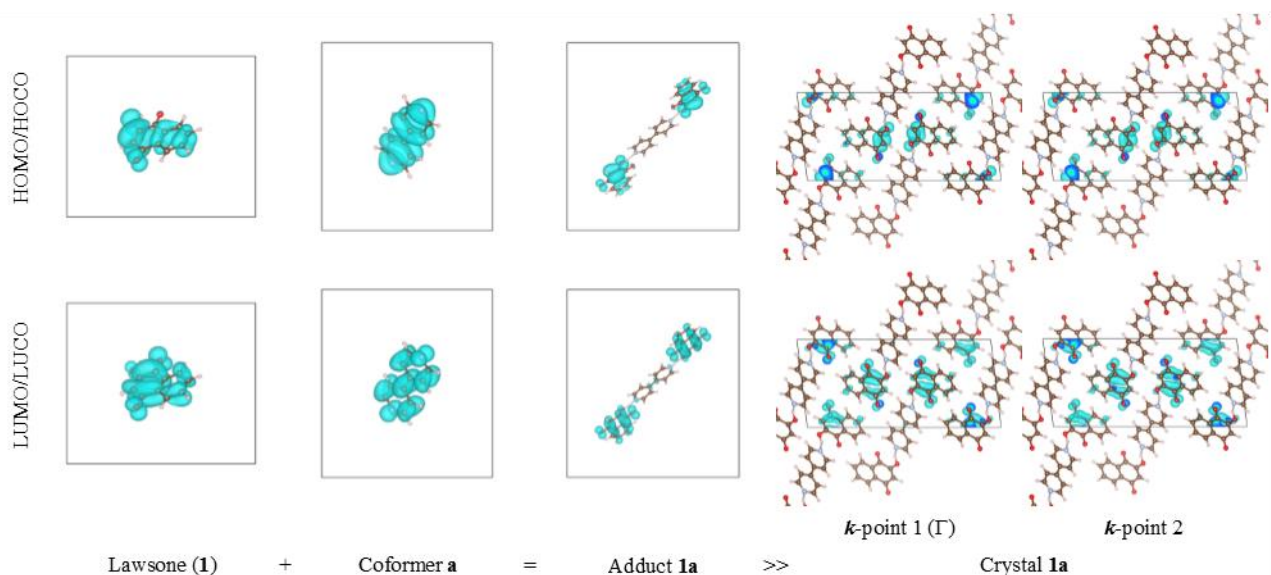 HOMO/HOCO
LUMO/LUCO
k-point 1 (Γ) k-point 2
Lawsone (1) + Coformer a = Adduct 1a >> Crystal 1a